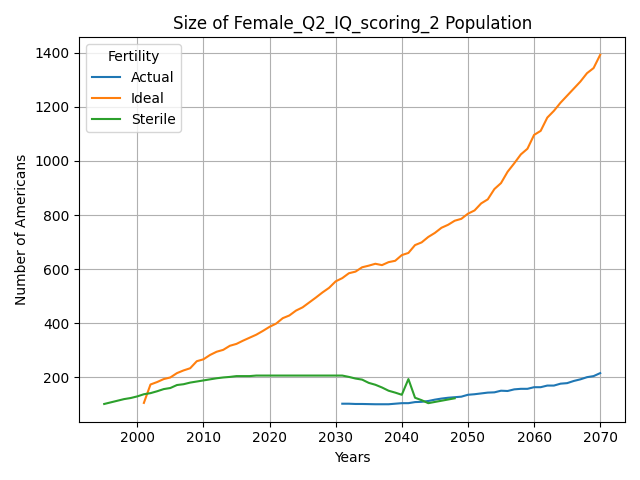 Size of Female_Q2_IQ_scoring_2 Population
Fertility
Actual
Ideal
Sterile
1400
1200
1000
800
600
400
200
Number of Americans
2000 2010 2020 2030 2040 2050 2060 2070
Years